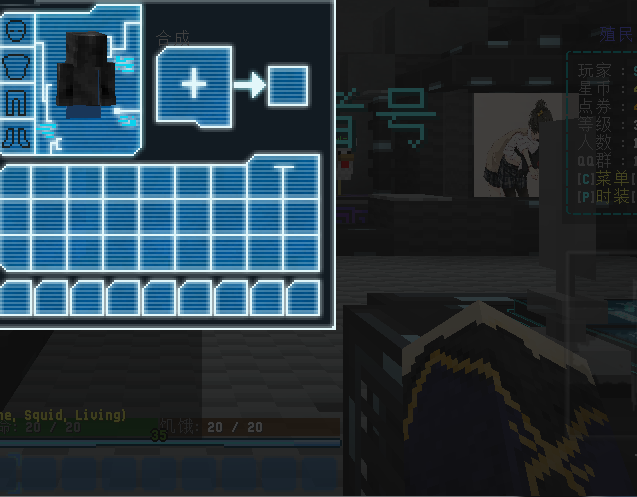 合成
殖民
玩家：
星币：
点券：
等级：
人数：
QQ群：
[C]菜单[
[P]时装[
号
ne, Squid, Living)
命: 20 / 20
饥饿: 20 / 20
35